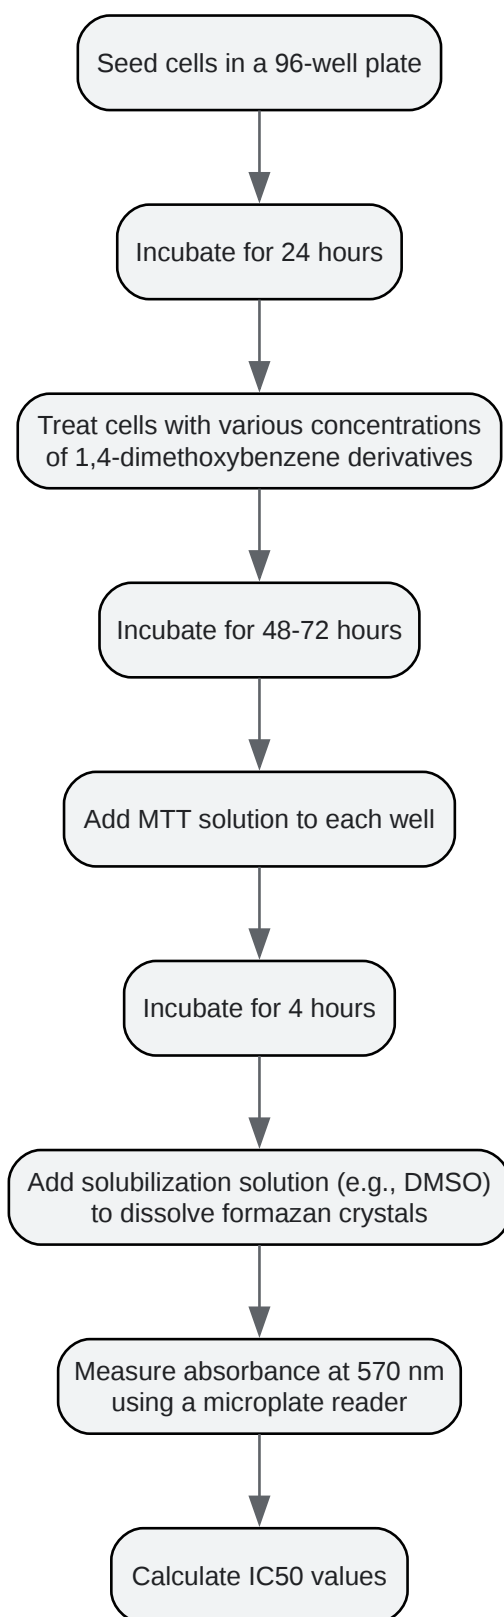 Seed cells in a 96-well plate
Incubate for 24 hours
Treat cells with various concentrations
of 1,4-dimethoxybenzene derivatives
Incubate for 48-72 hours
Add MTT solution to each well
Incubate for 4 hours
Add solubilization solution (e.g., DMSO)
to dissolve formazan crystals
Measure absorbance at 570 nm
using a microplate reader
Calculate IC50 values